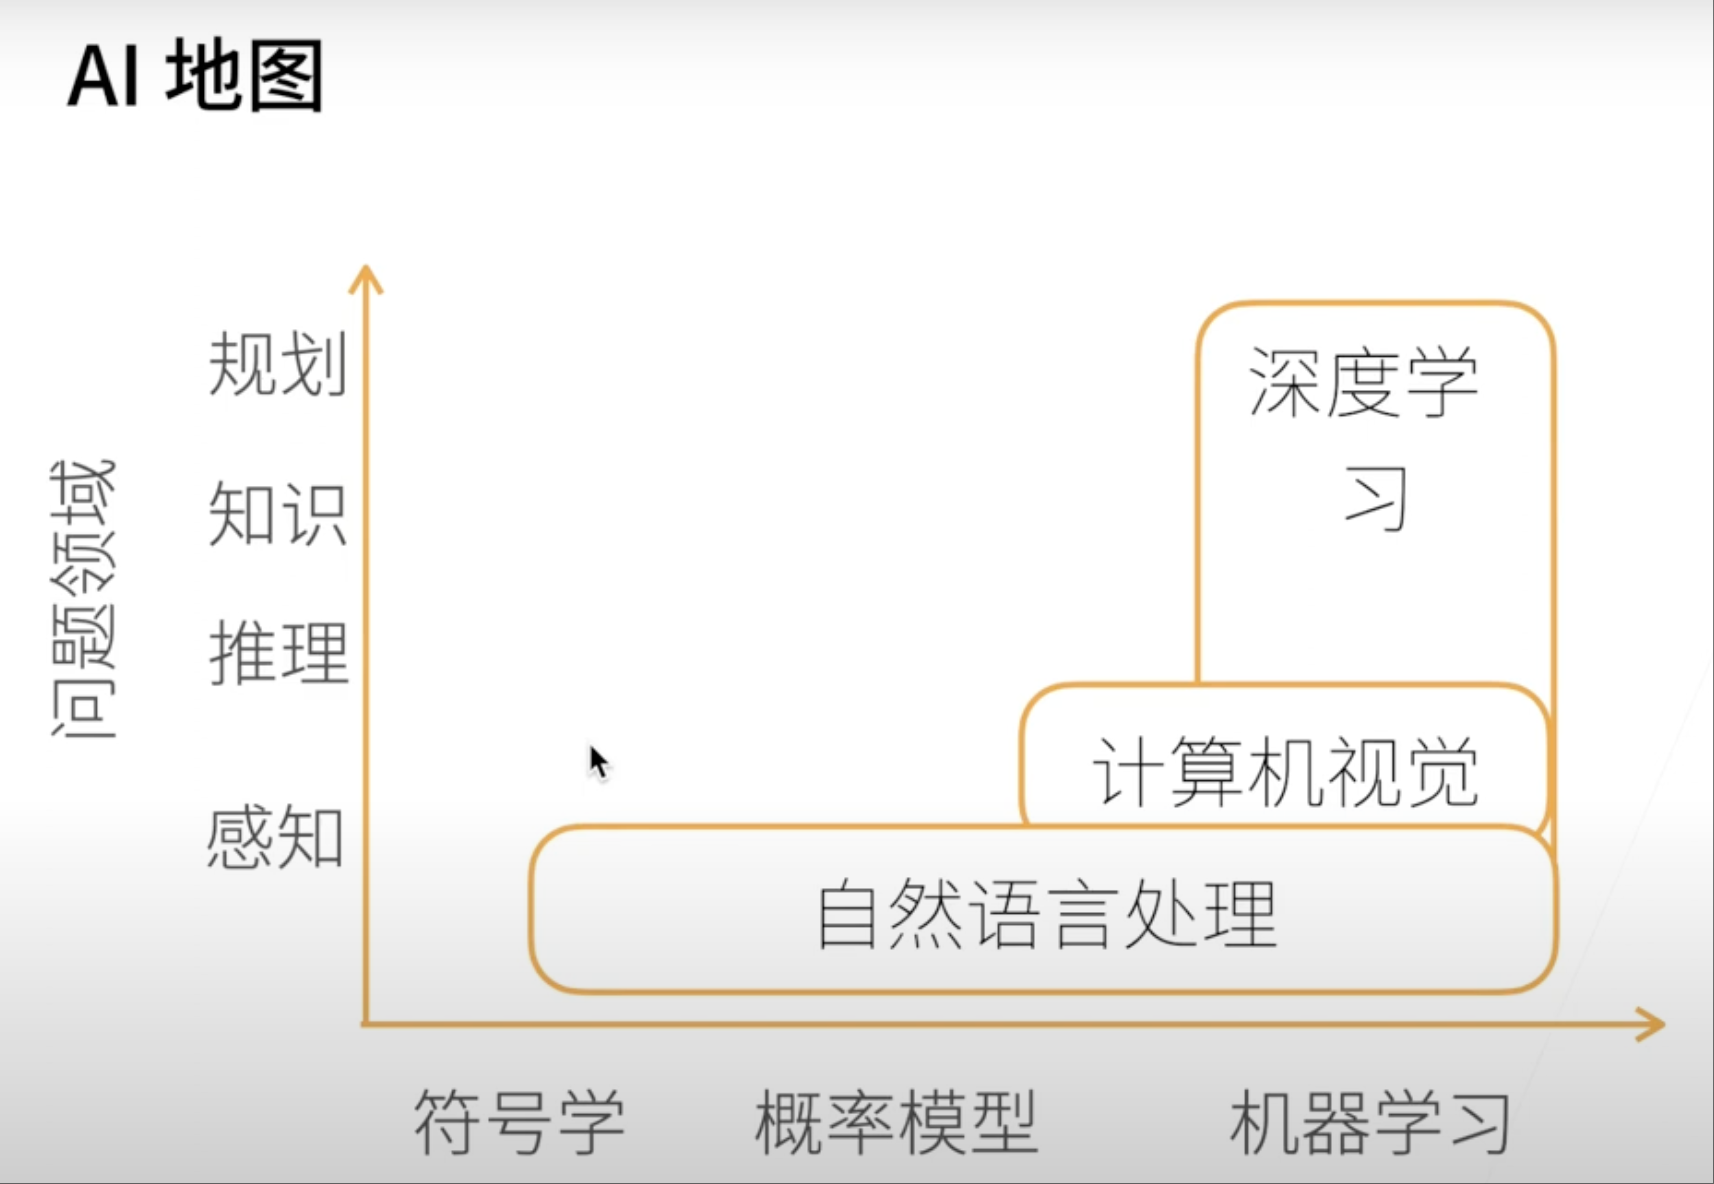 AI 地图
问题领域
规划
知识
推理
感知
深度学
习
计算机视觉
自然语言处理
符号学
概率模型
机器学习